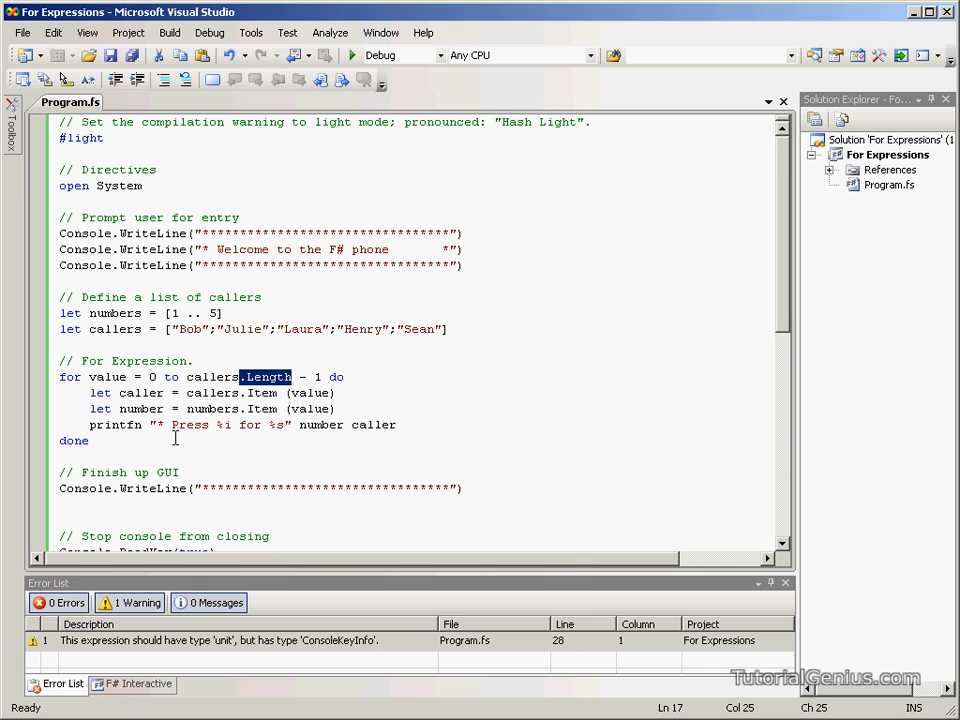 For Expressions - Microsoft Visual Studio
File Edit View Project Build Debug Tools Test Analyze Window Help
Debug Any CPU
Program.fs
Toolbox
// Set the compilation warning to light mode; pronounced: "Hash Light".
#light
// Directives
open System
// Prompt user for entry
Console.WriteLine("*********************************")
Console.WriteLine("* Welcome to the F# phone       *")
Console.WriteLine("*********************************")
// Define a list of callers
let numbers = [1 .. 5]
let callers = ["Bob";"Julie";"Laura";"Henry";"Sean"]
// For Expression.
for value = 0 to callers.Length - 1 do
    let caller = callers.Item (value)
    let number = numbers.Item (value)
    printfn "* Press %i for %s" number caller
done
// Finish up GUI
Console.WriteLine("*********************************")
// Stop console from closing
Console.ReadKey(true)
Solution Explorer - Fo...
Solution 'For Expressions' (1
For Expressions
References
Program.fs
Error List
0 Errors 1 Warning 0 Messages
Description File Line Column Project
1 This expression should have type 'unit', but has type 'ConsoleKeyInfo'. Program.fs 28 1 For Expressions
Error List F# Interactive
TutorialGenius.com
Ready Ln 17 Col 25 Ch 25 INS